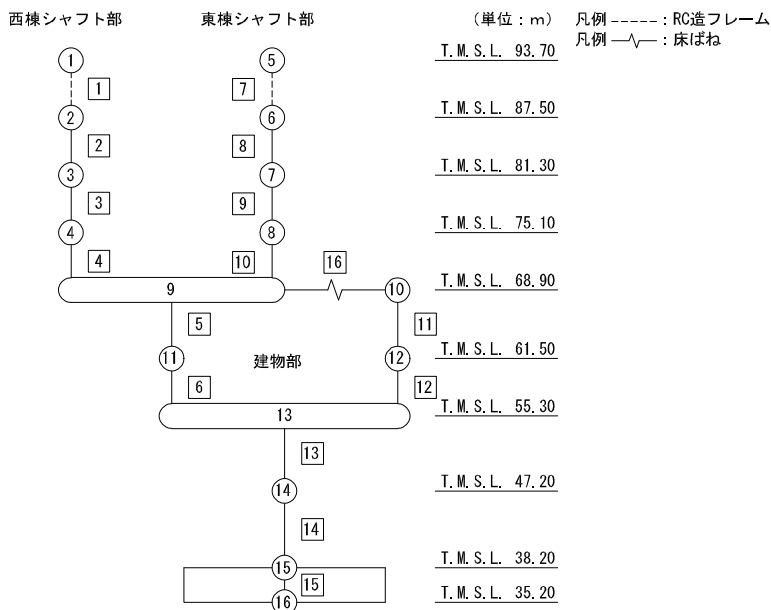 西棟シャフト部 東棟シャフト部 (単位:m) 凡例 -----:RC造フレーム
凡例 :床ばね
1 5 T.M.S.L. 93.70
1 7
2 6 T.M.S.L. 87.50
2 8
3 7 T.M.S.L. 81.30
3 9
4 8 T.M.S.L. 75.10
4 10 16
9 10 T.M.S.L. 68.90
5 11
11 建物部 12 T.M.S.L. 61.50
6 12
13 T.M.S.L. 55.30
13
14 T.M.S.L. 47.20
14
15 T.M.S.L. 38.20
15
16 T.M.S.L. 35.20